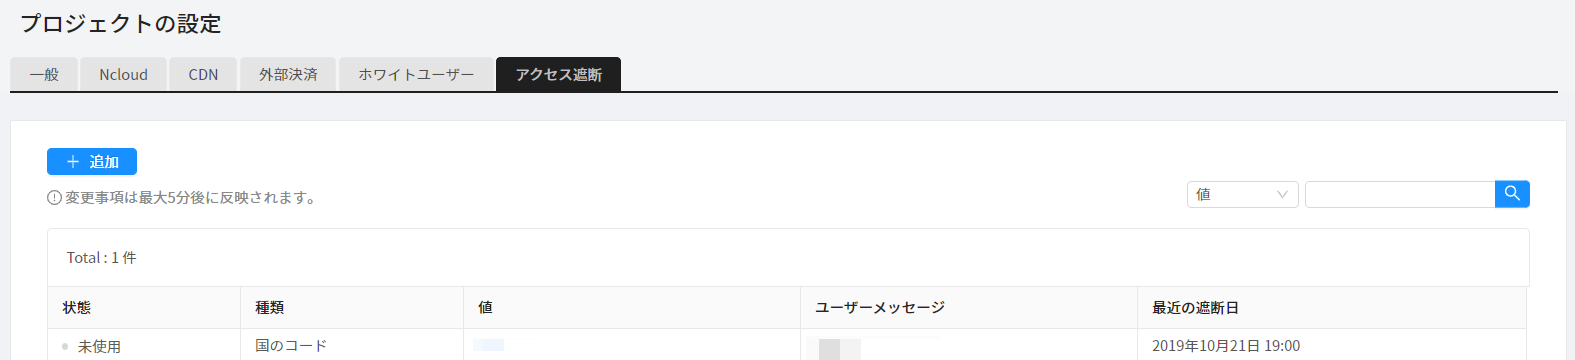 プロジェクトの設定
一般 Ncloud CDN 外部決済 ホワイトユーザー アクセス遮断
追加
変更事項は最大5分後に反映されます。
値
Total : 1 件
状態 種類 値 ユーザーメッセージ 最近の遮断日
未使用 国のコード 2019年10月21日 19:00